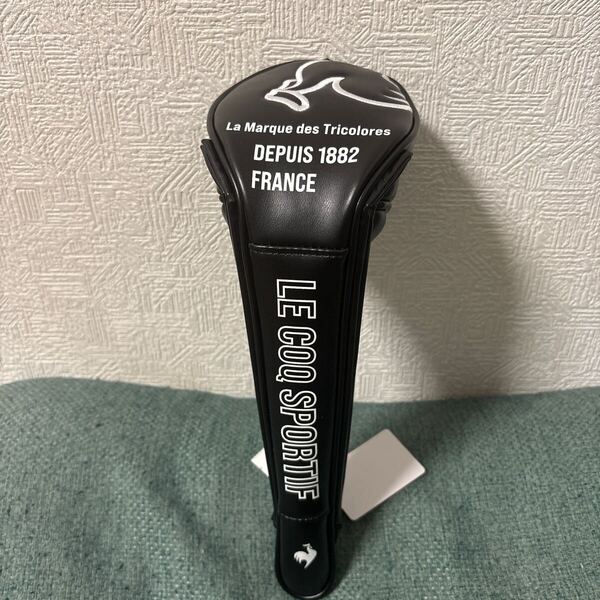 La Marque des Tricolores
DEPUIS 1882
FRANCE
LE COQ SPORTIF